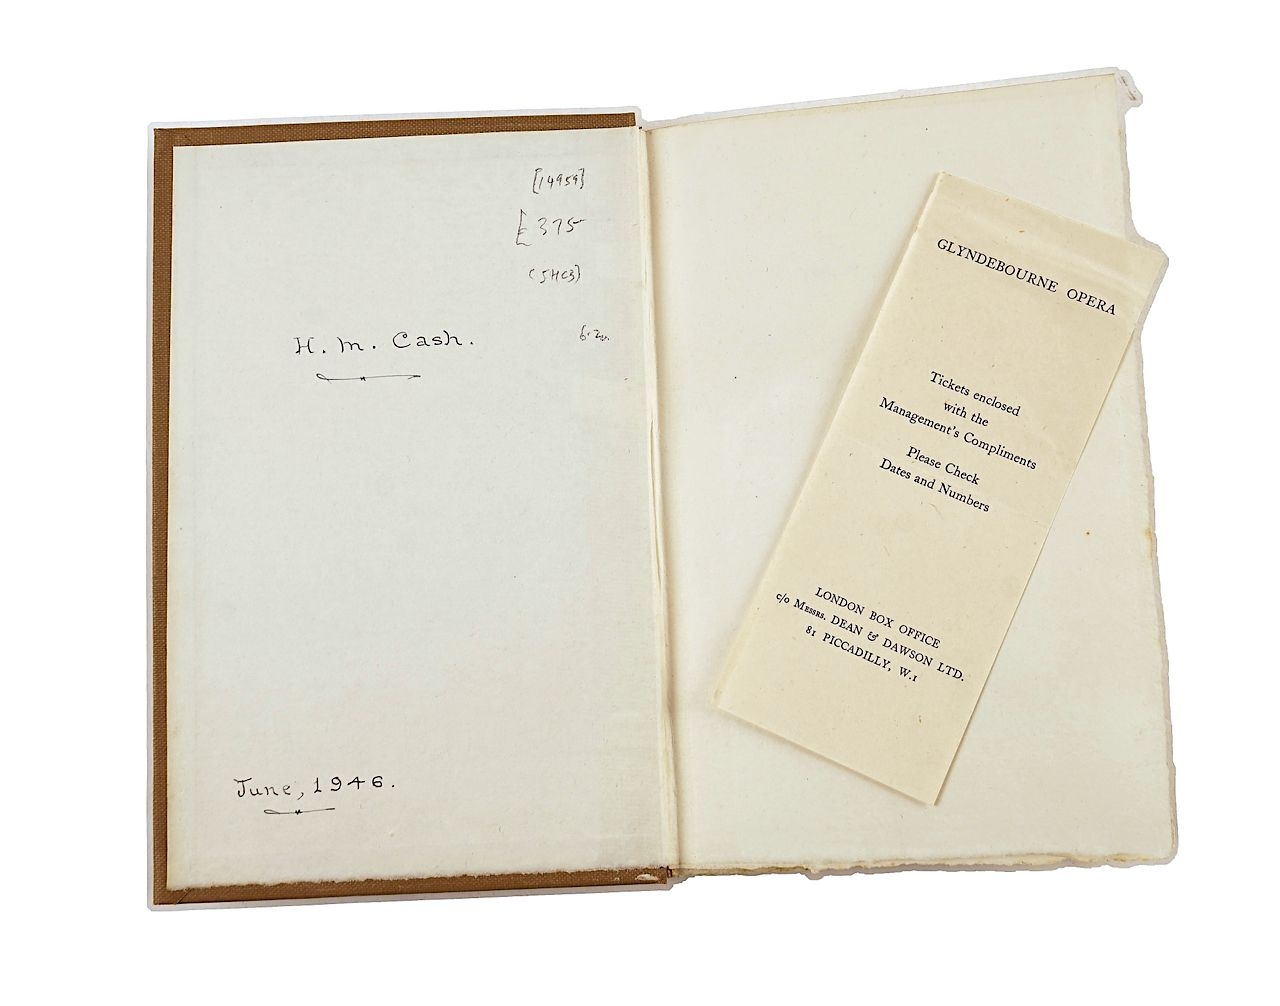 [14959]
£375
(5HC3)
H. M. Cash.
June, 1946.
GLYNDEBOURNE OPERA
Tickets enclosed
with the
Management's Compliments
Please Check
Dates and Numbers
LONDON BOX OFFICE
c/o MESSRS. DEAN & DAWSON LTD.
81 PICCADILLY, W.1